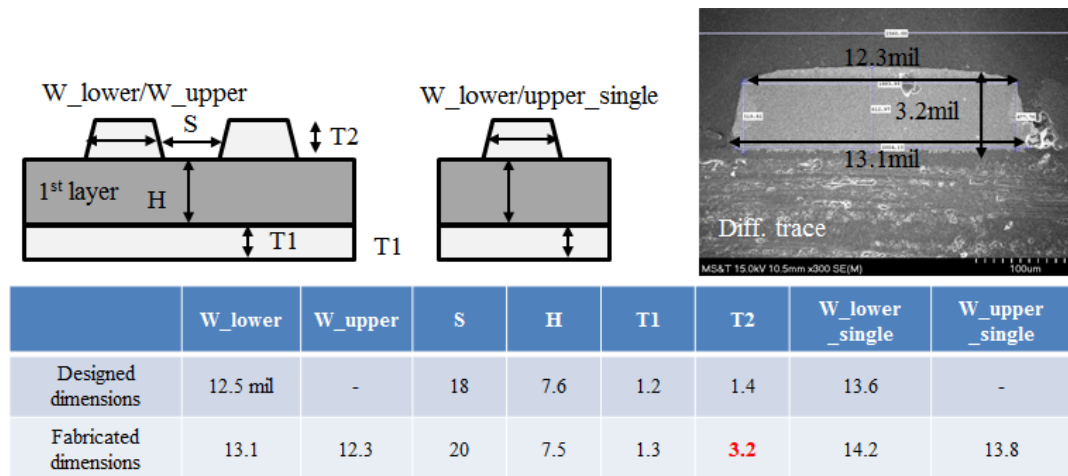 W_lower/W_upper
S
T2
1st layer
H
T1
W_lower/upper_single
T1
12.3mil
3.2mil
13.1mil
Diff. trace
MS&T 15.0kV 10.5mm x300 SE(M)
100um
W_lower W_upper S H T1 T2 W_lower _single W_upper _single
Designed dimensions 12.5 mil - 18 7.6 1.2 1.4 13.6 -
Fabricated dimensions 13.1 12.3 20 7.5 1.3 3.2 14.2 13.8